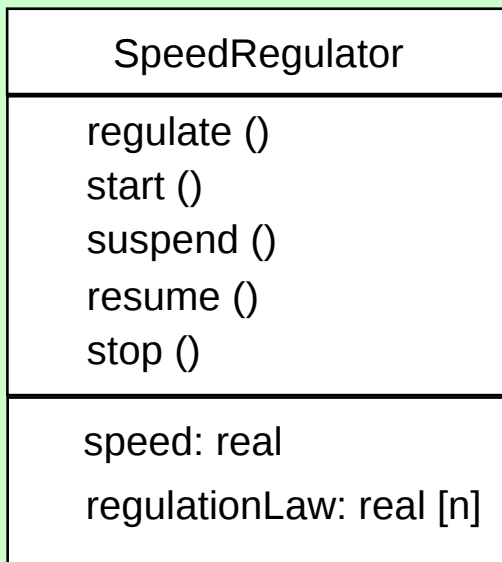 SpeedRegulator
regulate ()
start ()
suspend ()
resume ()
stop ()
speed: real
regulationLaw: real [n]